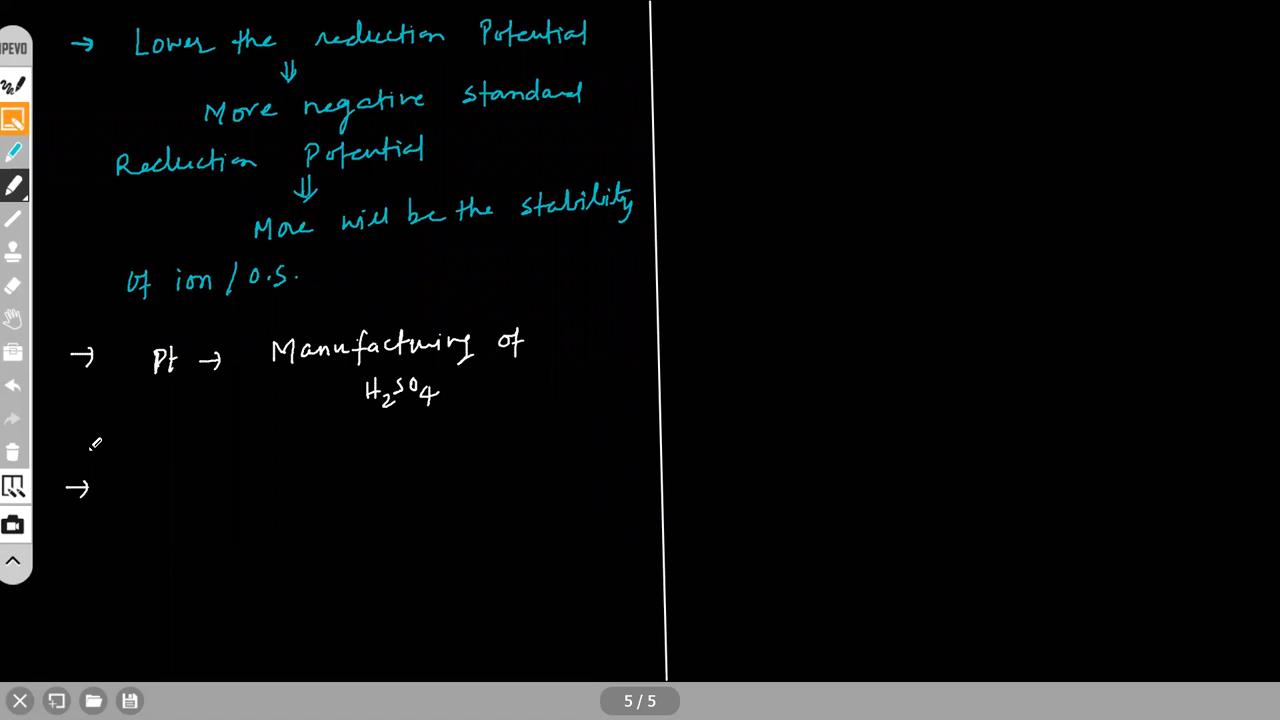 → Lower the reduction Potential
⇓
More negative standard
Reduction Potential
⇓
More will be the stability
Of ion / O.S.
→ Pt → Manufacturing of
H₂SO₄
→
5 / 5
IPEVO